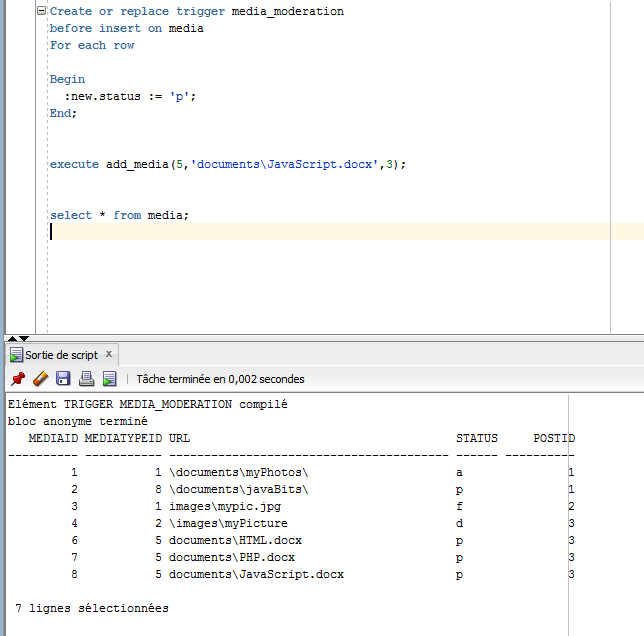 Create or replace trigger media_moderation
before insert on media
For each row
Begin
:new.status := 'p';
End;
execute add_media(5,'documents\JavaScript.docx',3);
select * from media;
Sortie de script x
Tâche terminée en 0,002 secondes
Elément TRIGGER MEDIA_MODERATION compilé
bloc anonyme terminé
MEDIAID MEDIATYPEID URL STATUS POSTID
---------- ----------- ---------------------------------------- ------ ----------
1 1 \documents\myPhotos\ a 1
2 8 \documents\javaBits\ p 1
3 1 images\mypic.jpg f 2
4 2 \images\myPicture d 3
6 5 documents\HTML.docx p 3
7 5 documents\PHP.docx p 3
8 5 documents\JavaScript.docx p 3
7 lignes sélectionnées